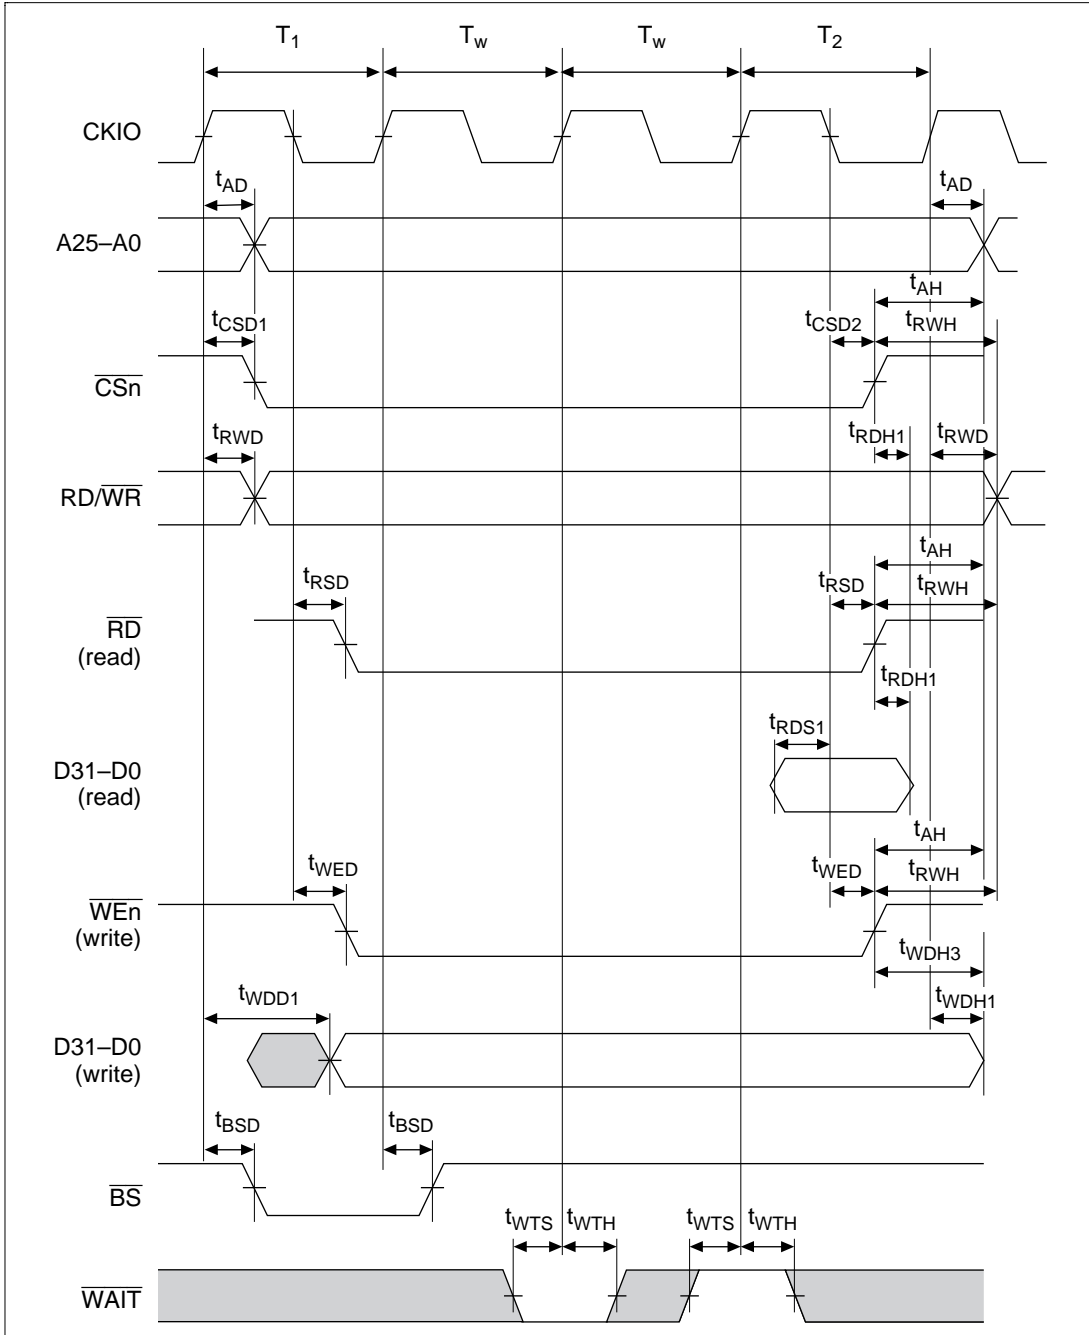 T1 Tw Tw T2
CKIO
tAD tAD
A25–A0
tAH
tCSD1 tCSD2 tRWH
CSn
tRWD tRDH1 tRWD
RD/WR
tAH
tRSD tRSD tRWH
RD
(read)
tRDH1
tRDS1
D31–D0
(read)
tAH
tWED tWED tRWH
WEn
(write)
tWDH3
tWDD1 tWDH1
D31–D0
(write)
tBSD tBSD
BS
tWTS tWTH tWTS tWTH
WAIT